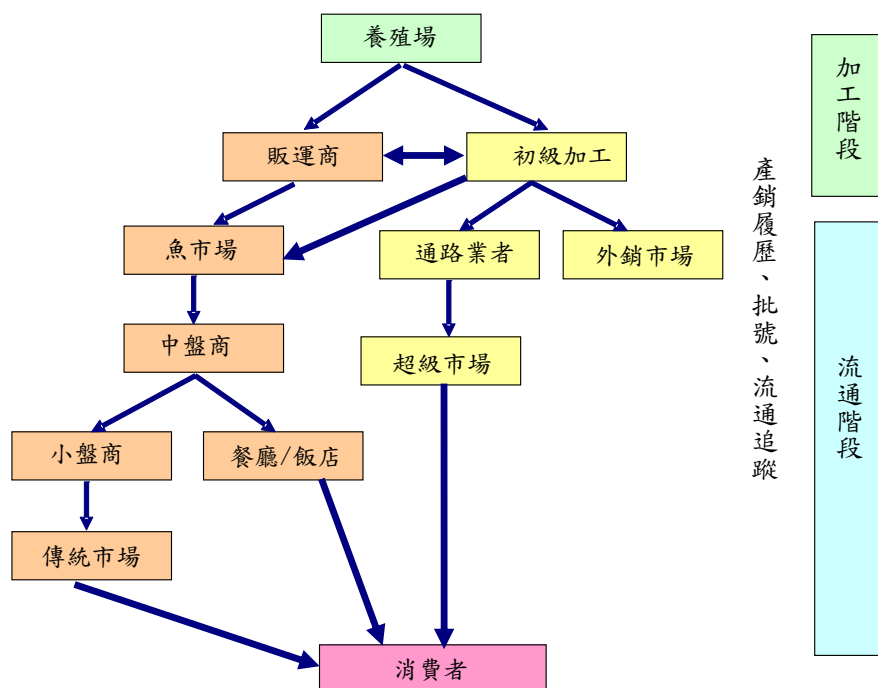 養殖場
販運商
初級加工
魚市場
通路業者
外銷市場
中盤商
超級市場
小盤商
餐廳/飯店
傳統市場
消費者
產銷履歷、批號、流通追蹤
加工階段
流通階段